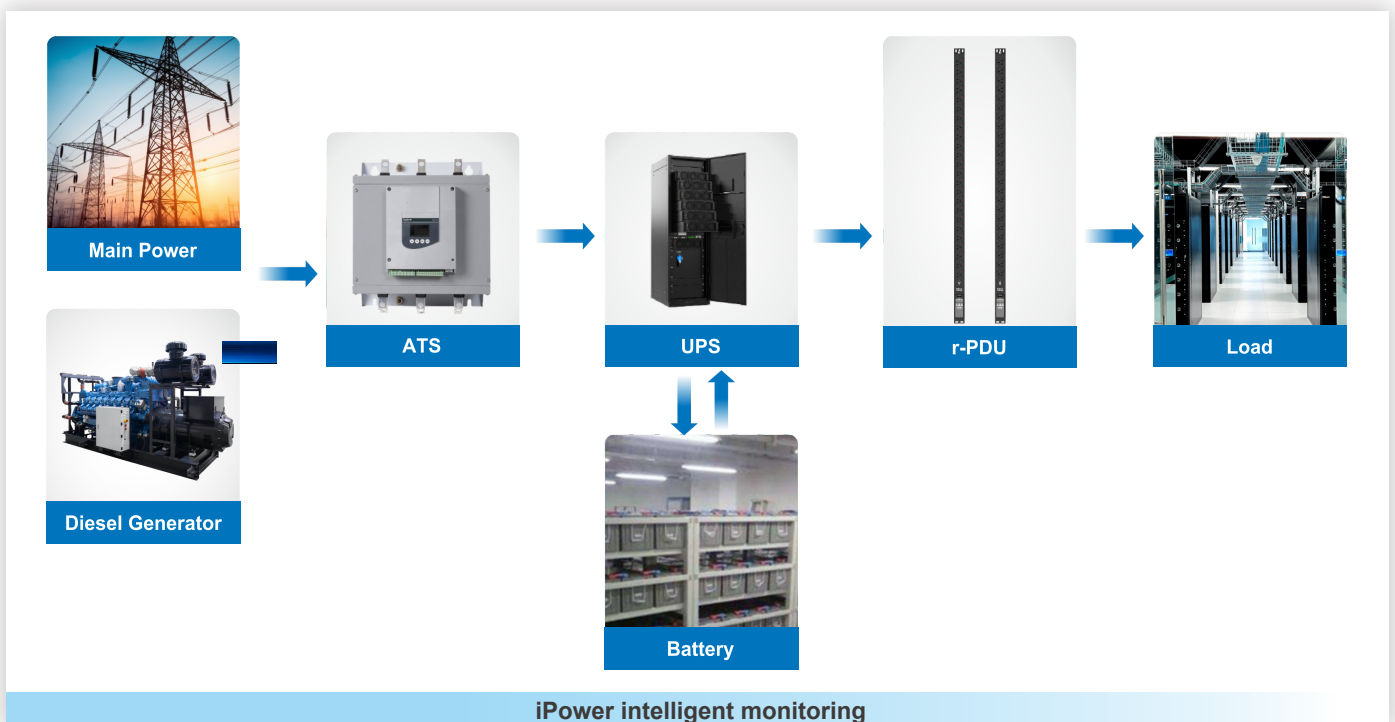 Main Power
ATS
UPS
r-PDU
Load
Diesel Generator
Battery
iPower intelligent monitoring